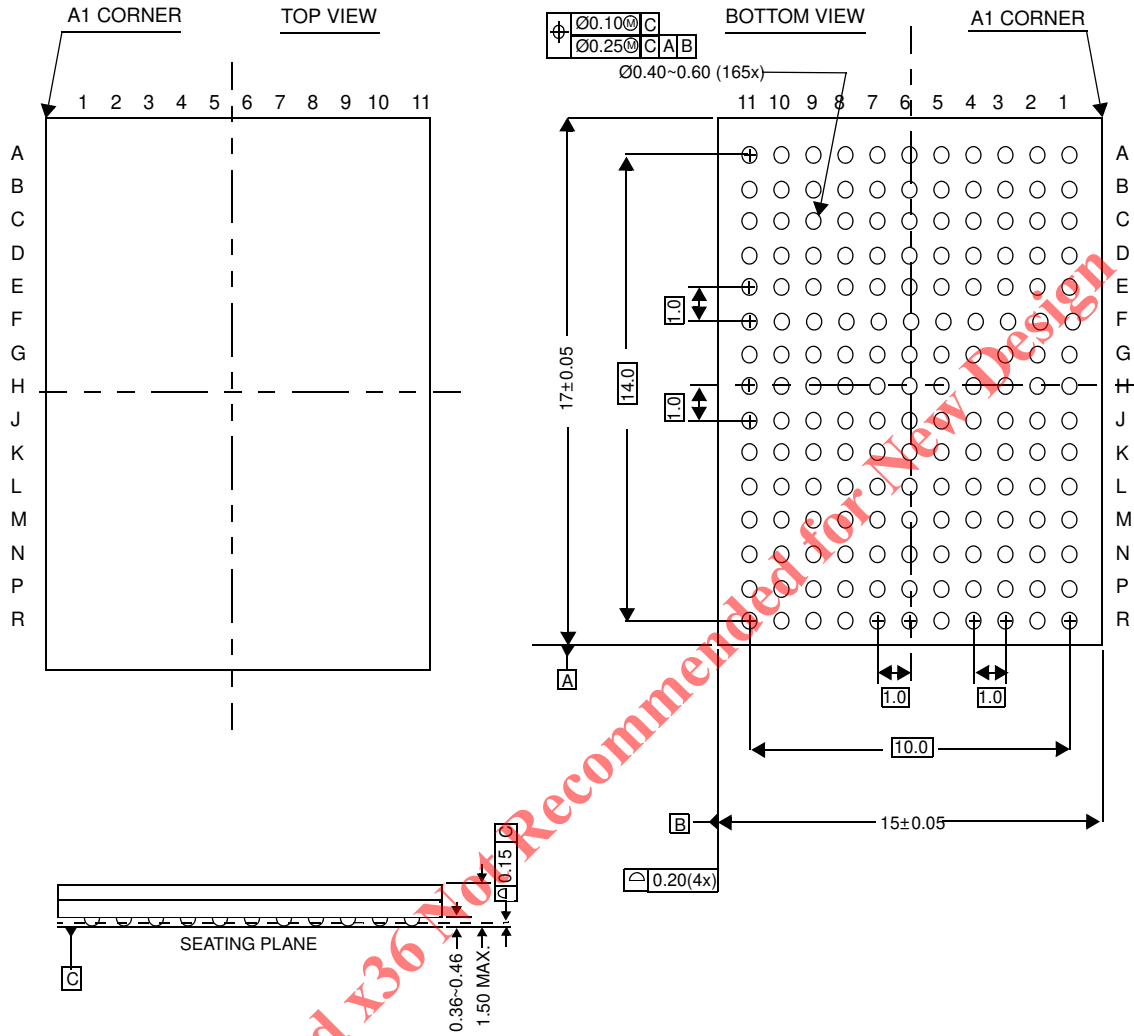 A1 CORNER TOP VIEW BOTTOM VIEW A1 CORNER
Ø0.10Ⓜ C
Ø0.25Ⓜ C A B
Ø0.40~0.60 (165x)
1 2 3 4 5 6 7 8 9 10 11
11 10 9 8 7 6 5 4 3 2 1
A
B
C
D
E
F
G
H
J
K
L
M
N
P
R
A
B
C
D
E
F
G
H
J
K
L
M
N
P
R
17±0.05
14.0
1.0
1.0
A
1.0 1.0
10.0
B
15±0.05
0.20(4x)
0.15 C
SEATING PLANE
C
0.36~0.46
1.50 MAX.
d x36 Not Recommended for New Design